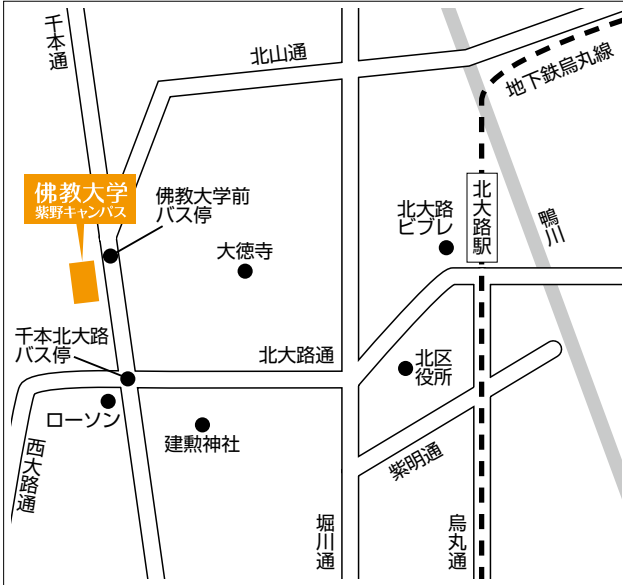 千本通
北山通
地下鉄烏丸線
佛教大学
紫野キャンパス
佛教大学前
バス停
大徳寺
北大路
ビブレ
北大路駅
鴨川
千本北大路
バス停
北大路通
北区
役所
ローソン
建勲神社
西大路通
紫明通
堀川通
烏丸通